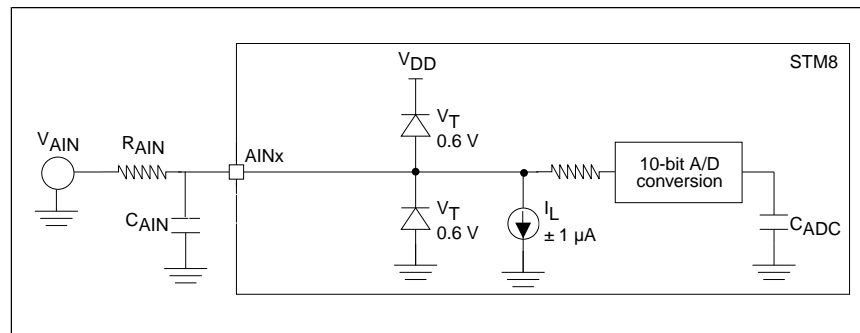 STM8
VDD
VT
0.6 V
VAIN
RAIN
AINx
10-bit A/D
conversion
CAIN
VT
0.6 V
IL
± 1 µA
CADC